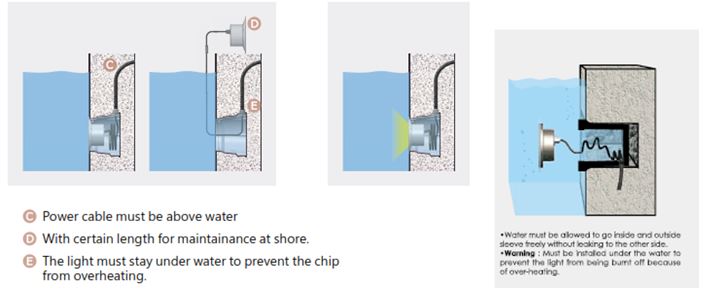 D
C
E
C Power cable must be above water
D With certain length for maintainance at shore.
E The light must stay under water to prevent the chip
from overheating.
•Water must be allowed to go inside and outside
sleeve freely without leaking to the other side.
•Warning : Must be installed under the water to
prevent the light from being burnt off because
of over-heating.